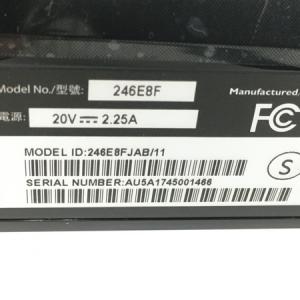 Model No./型號: 246E8F
Manufactured,
電源: 20V ⎓ 2.25A
FC
MODEL ID:246E8FJAB/11
S
SERIAL NUMBER:AU5A1745001466